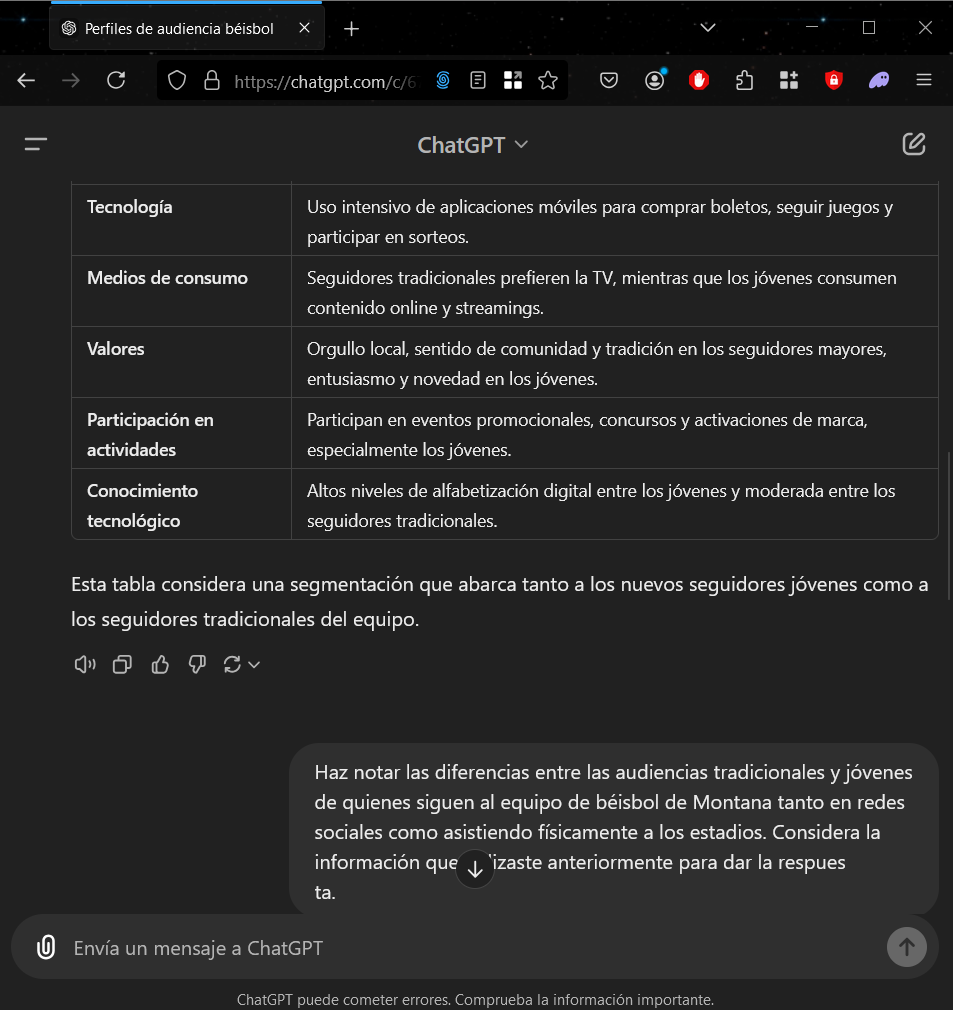 Perfiles de audiencia béisbol
https://chatgpt.com/c/6
ChatGPT
Tecnología
Uso intensivo de aplicaciones móviles para comprar boletos, seguir juegos y
participar en sorteos.
Medios de consumo
Seguidores tradicionales prefieren la TV, mientras que los jóvenes consumen
contenido online y streamings.
Valores
Orgullo local, sentido de comunidad y tradición en los seguidores mayores,
entusiasmo y novedad en los jóvenes.
Participación en
actividades
Participan en eventos promocionales, concursos y activaciones de marca,
especialmente los jóvenes.
Conocimiento
tecnológico
Altos niveles de alfabetización digital entre los jóvenes y moderada entre los
seguidores tradicionales.
Esta tabla considera una segmentación que abarca tanto a los nuevos seguidores jóvenes como a
los seguidores tradicionales del equipo.
Haz notar las diferencias entre las audiencias tradicionales y jóvenes
de quienes siguen al equipo de béisbol de Montana tanto en redes
sociales como asistiendo físicamente a los estadios. Considera la
información que anteriormente para dar la respues
ta.
Envía un mensaje a ChatGPT
ChatGPT puede cometer errores. Comprueba la información importante.